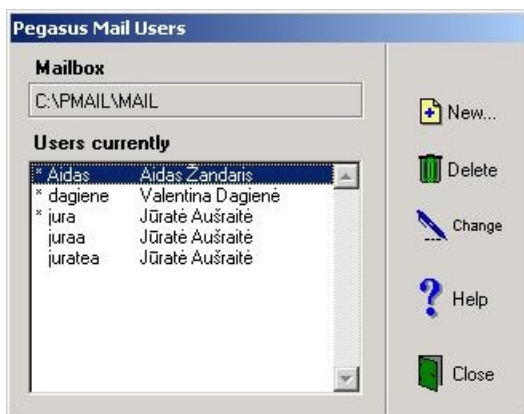 Pegasus Mail Users
Mailbox
C:\PMAIL\MAIL
Users currently
* Aidas Aidas Žandaris
* dagiene Valentina Dagienė
* jura Jūratė Aušraitė
juraa Jūratė Aušraitė
juratea Jūratė Aušraitė
New...
Delete
Change
Help
Close